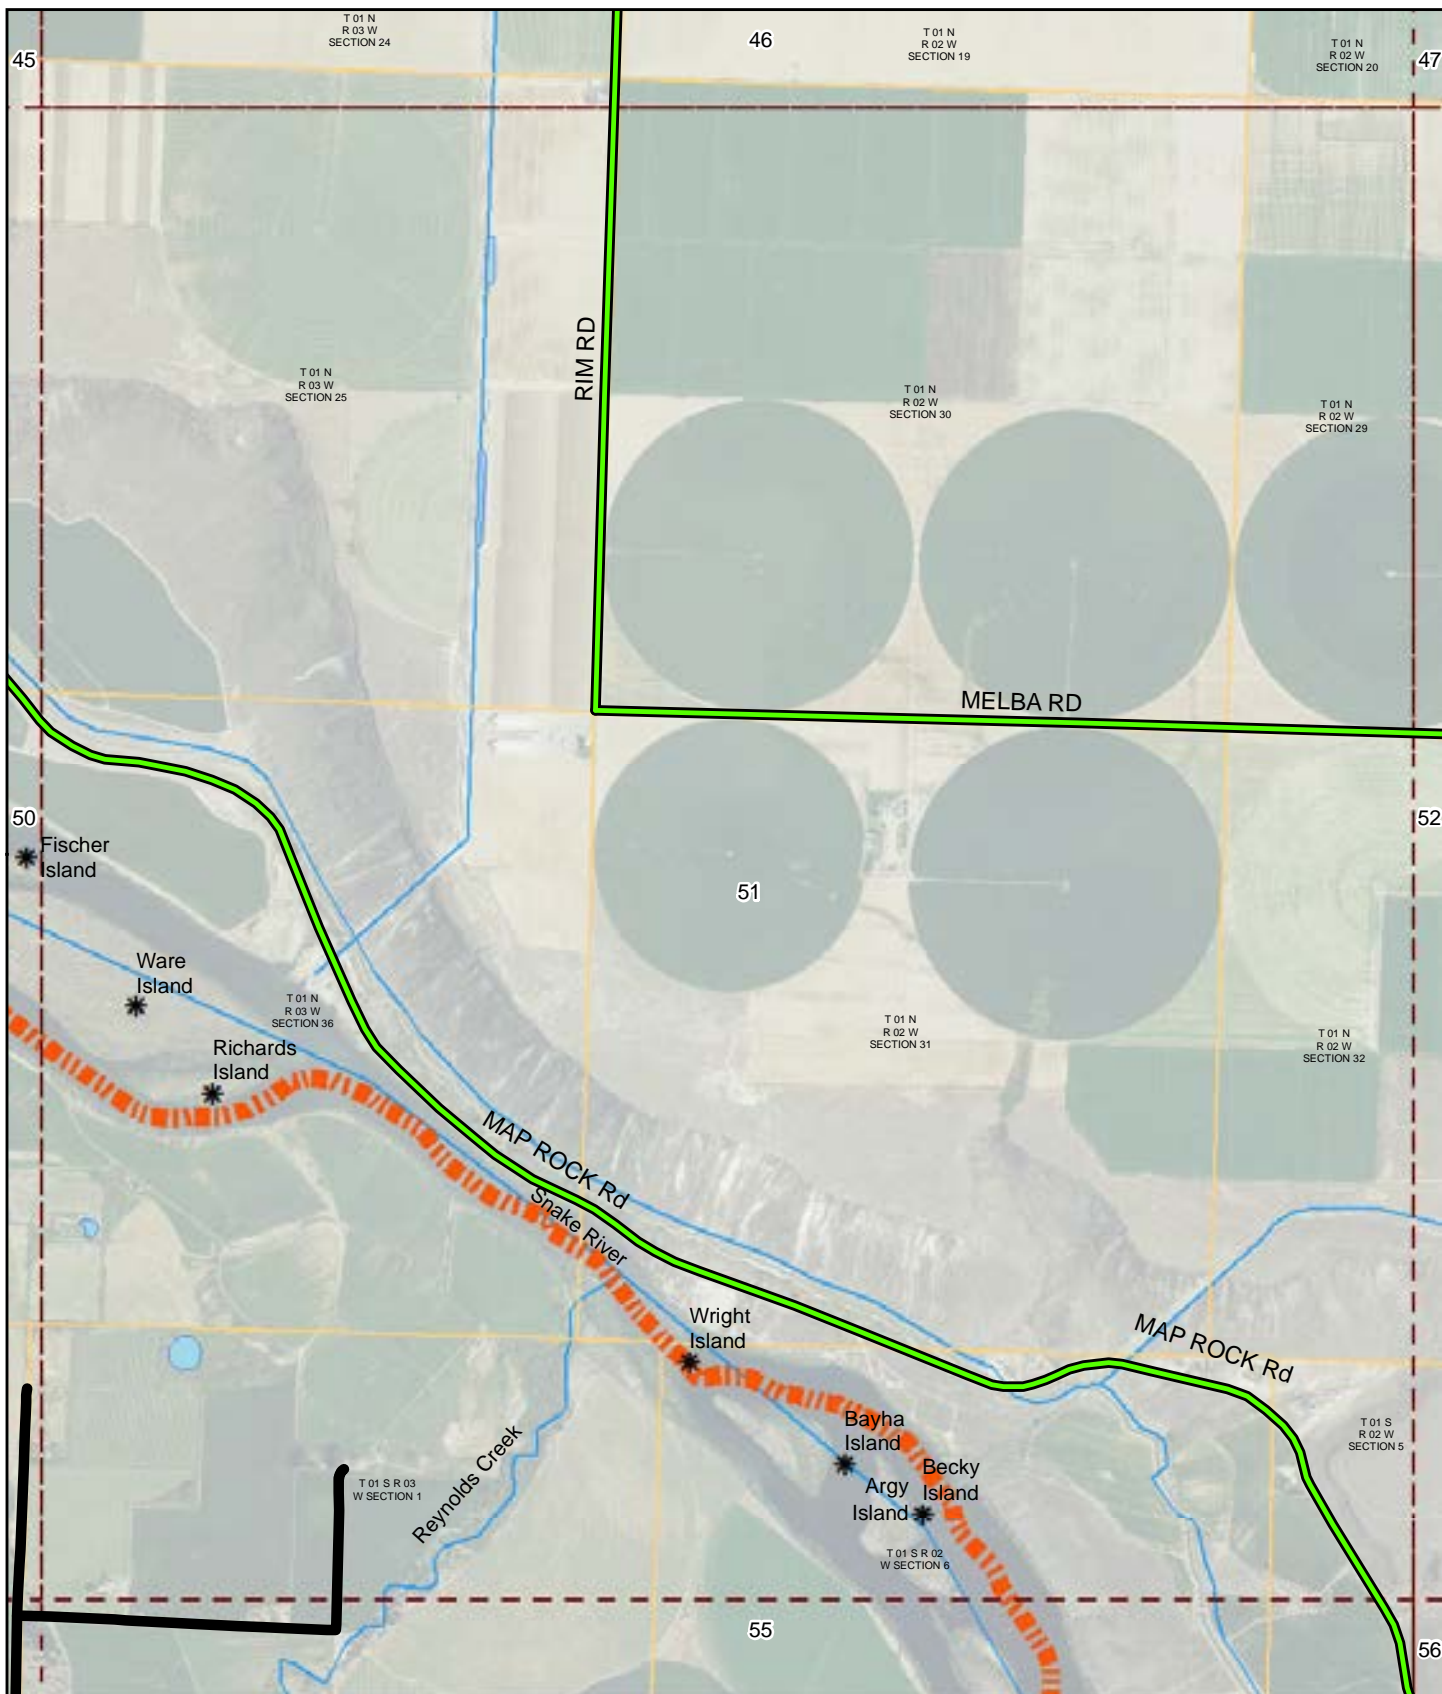 T 01 N
R 03 W
SECTION 24
46
T 01 N
R 02 W
SECTION 19
T 01 N
R 02 W
SECTION 20
45
47
RIM RD
T 01 N
R 03 W
SECTION 25
T 01 N
R 02 W
SECTION 30
T 01 N
R 02 W
SECTION 29
MELBA RD
50
52
Fischer
Island
51
Ware
Island
T 01 N
R 03 W
SECTION 36
T 01 N
R 02 W
SECTION 31
T 01 N
R 02 W
SECTION 32
Richards
Island
MAP ROCK Rd
Snake River
Wright
Island
MAP ROCK Rd
Bayha
Island
T 01 S
R 02 W
SECTION 5
Reynolds Creek
Becky
Island
Argy
Island
T 01 S R 03
W SECTION 1
T 01 S R 02
W SECTION 6
55
56